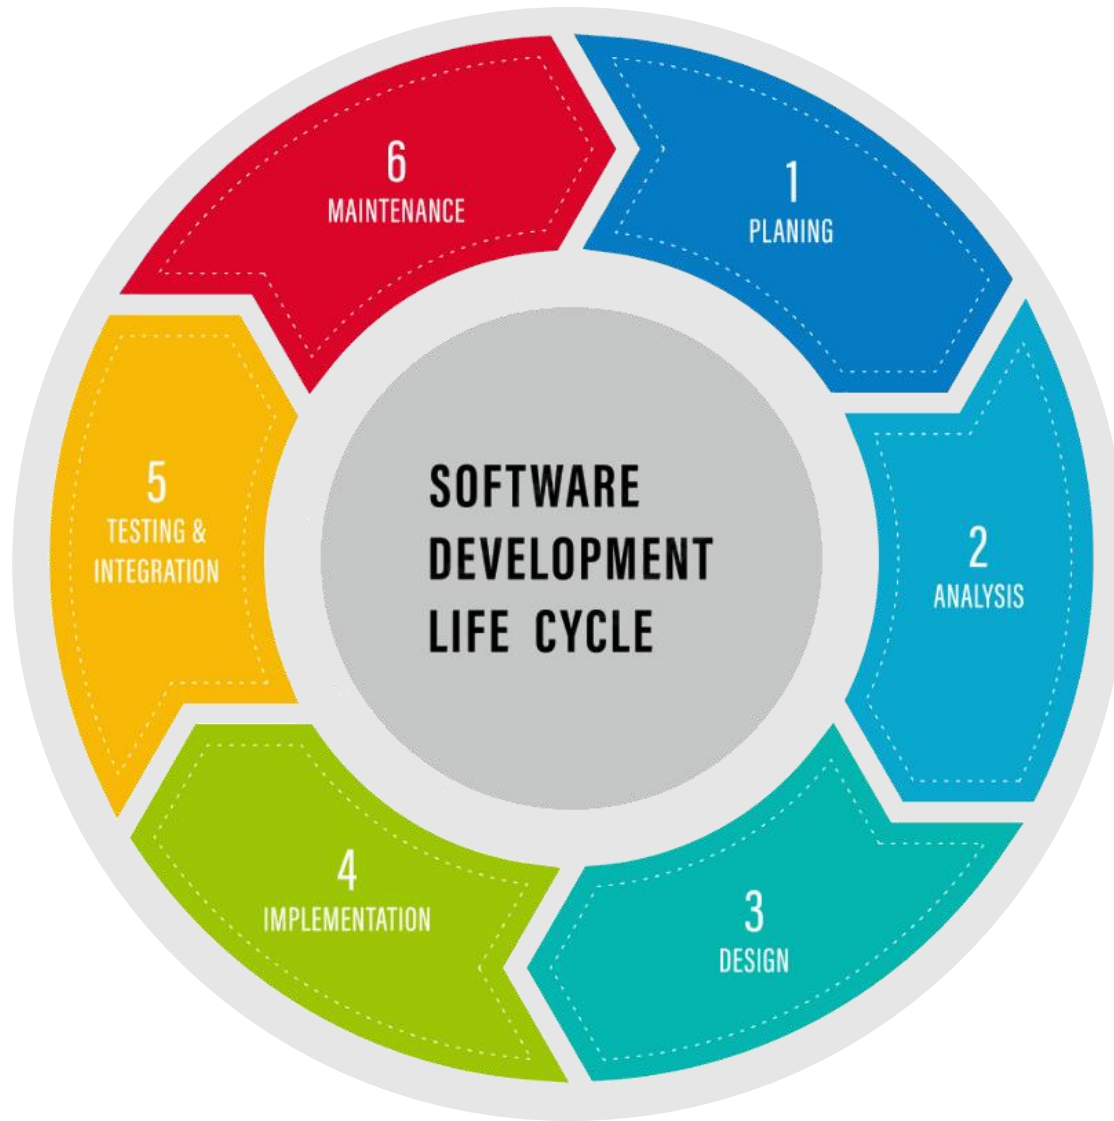 SOFTWARE
DEVELOPMENT
LIFE CYCLE
1
PLANING
2
ANALYSIS
3
DESIGN
4
IMPLEMENTATION
5
TESTING &
INTEGRATION
6
MAINTENANCE